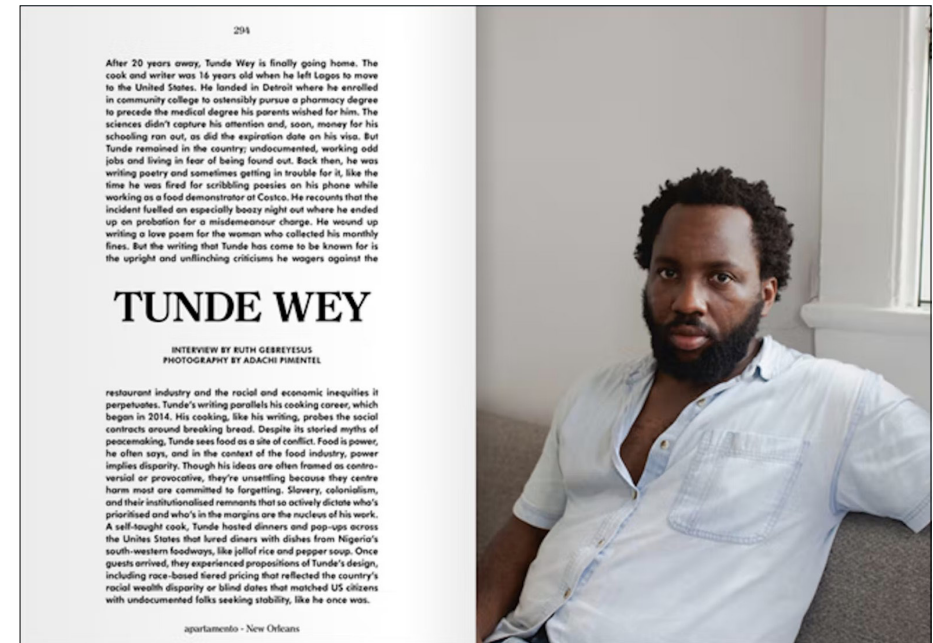 294
After 20 years away, Tunde Wey is finally going home. The
cook and writer was 16 years old when he left Lagos to move
to the United States. He landed in Detroit where he enrolled
in community college to ostensibly pursue a pharmacy degree
to precede the medical degree his parents wished for him. The
sciences didn't capture his attention and, soon, money for his
schooling ran out, as did the expiration date on his visa. But
Tunde remained in the country; undocumented, working odd
jobs and living in fear of being found out. Back then, he was
writing poetry and sometimes getting in trouble for it, like the
time he was fired for scribbling poesies on his phone while
working as a food demonstrator at Costco. He recounts that the
incident fuelled an especially boozy night out where he ended
up on probation for a misdemeanour charge. He wound up
writing a love poem for the woman who collected his monthly
fines. But the writing that Tunde has come to be known for is
the upright and unflinching criticisms he wagers against the
TUNDE WEY
INTERVIEW BY RUTH GEBREYESUS
PHOTOGRAPHY BY ADACHI PIMENTEL
restaurant industry and the racial and economic inequities it
perpetuates. Tunde's writing parallels his cooking career, which
began in 2014. His cooking, like his writing, probes the social
contracts around breaking bread. Despite its storied myths of
peacemaking, Tunde sees food as a site of conflict. Food is power,
he often says, and in the context of the food industry, power
implies disparity. Though his ideas are often framed as contro-
versial or provocative, they're unsettling because they centre
harm most are committed to forgetting. Slavery, colonialism,
and their institutionalised remnants that so actively dictate who's
prioritised and who's in the margins are the nucleus of his work.
A self-taught cook, Tunde hosted dinners and pop-ups across
the Unites States that lured diners with dishes from Nigeria's
south-western foodways, like jollof rice and pepper soup. Once
guests arrived, they experienced propositions of Tunde's design,
including race-based tiered pricing that reflected the country's
racial wealth disparity or blind dates that matched US citizens
with undocumented folks seeking stability, like he once was.
apartamento - New Orleans